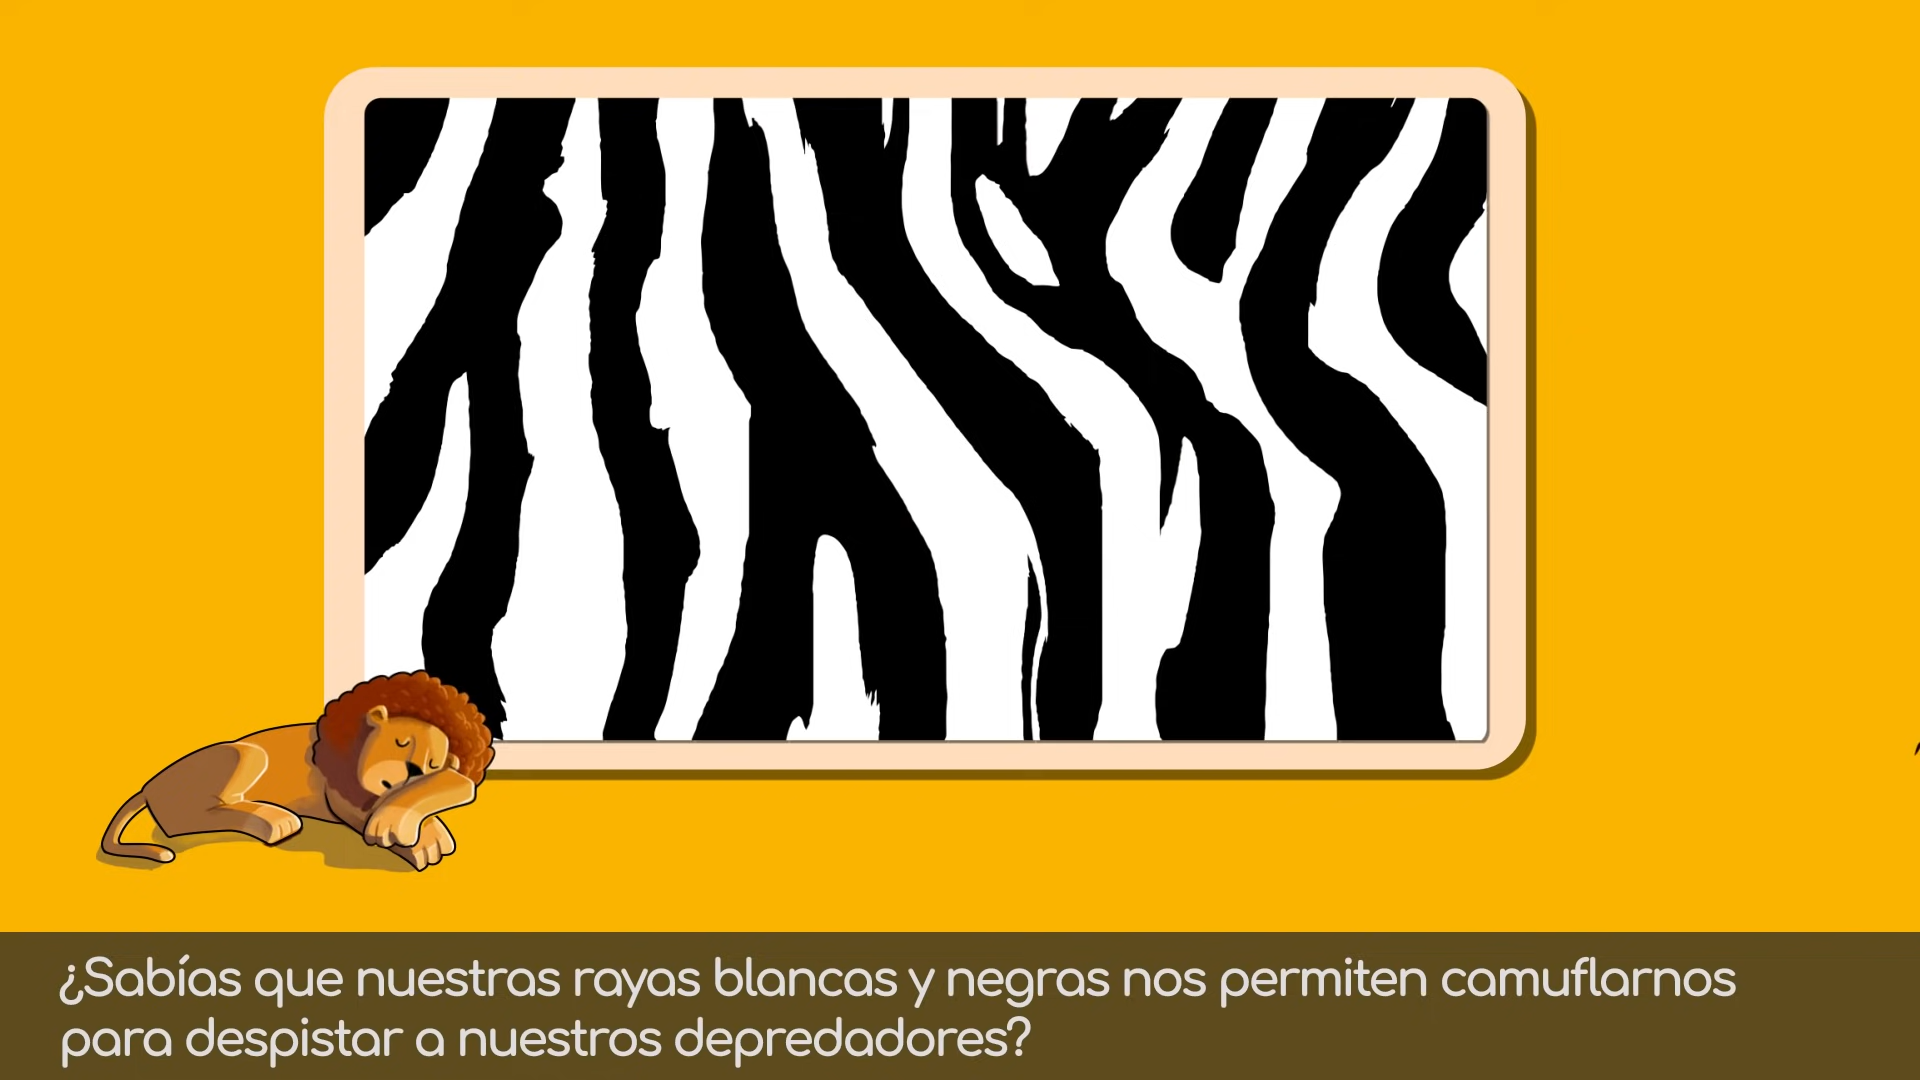 ¿Sabías que nuestras rayas blancas y negras nos permiten camuflarnos
para despistar a nuestros depredadores?